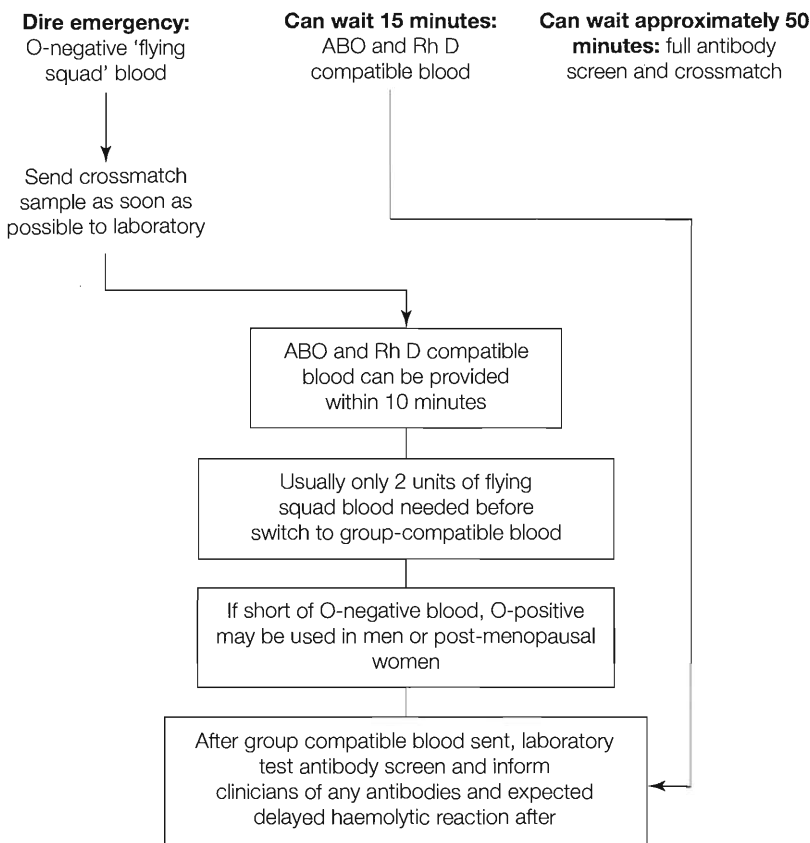 Dire emergency:
O-negative ‘flying
squad’ blood
Can wait 15 minutes:
ABO and Rh D
compatible blood
Can wait approximately 50
minutes: full antibody
screen and crossmatch
Send crossmatch
sample as soon as
possible to laboratory
ABO and Rh D compatible
blood can be provided
within 10 minutes
Usually only 2 units of flying
squad blood needed before
switch to group-compatible blood
If short of O-negative blood, O-positive
may be used in men or post-menopausal
women
After group compatible blood sent, laboratory
test antibody screen and inform
clinicians of any antibodies and expected
delayed haemolytic reaction after